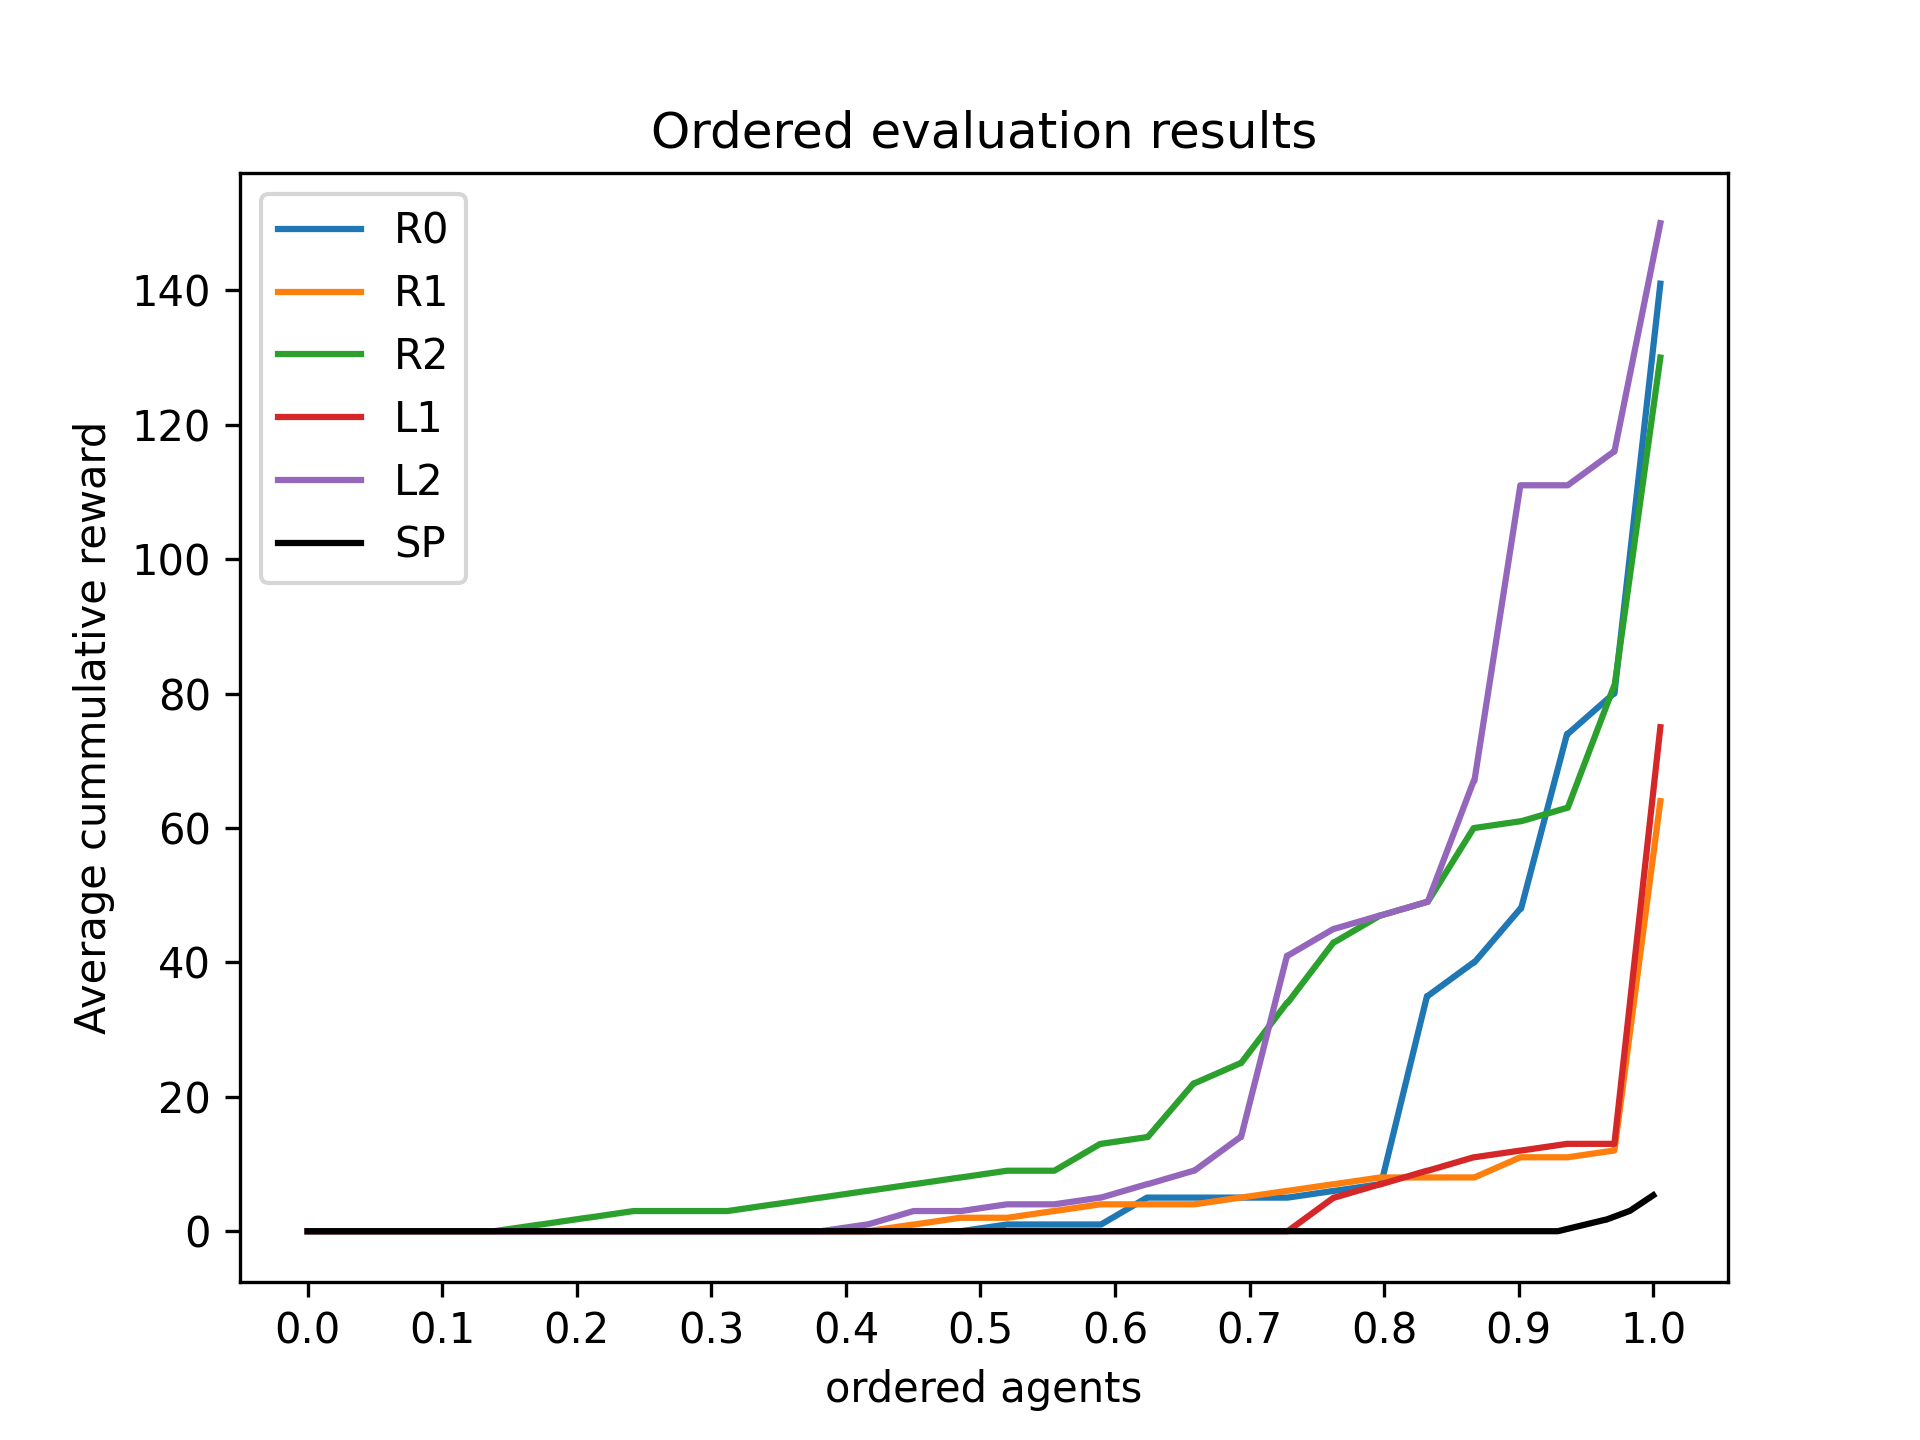 Ordered evaluation results
R0
R1
R2
L1
L2
SP
Average cummulative reward
140
120
100
80
60
40
20
0
0.0 0.1 0.2 0.3 0.4 0.5 0.6 0.7 0.8 0.9 1.0
ordered agents